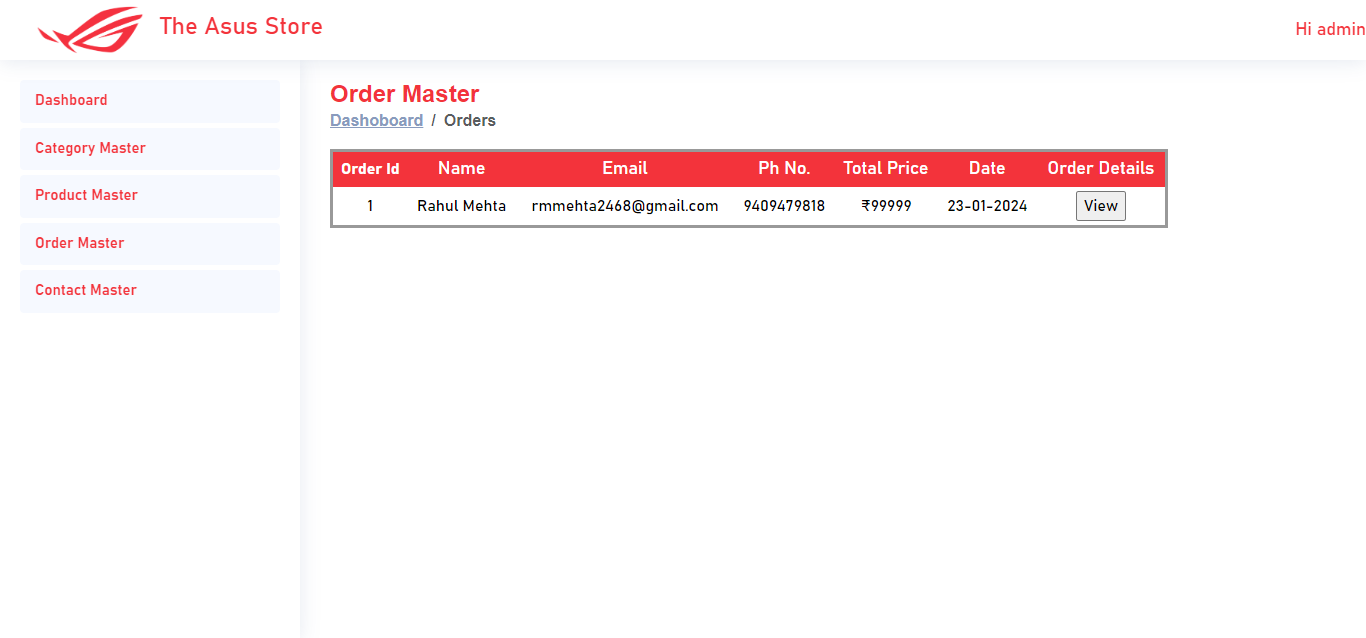 The Asus Store
Hi admin
Dashboard
Category Master
Product Master
Order Master
Contact Master
Order Master
Dashoboard / Orders
Order Id Name Email Ph No. Total Price Date Order Details
1 Rahul Mehta rmmehta2468@gmail.com 9409479818 ₹99999 23-01-2024 View